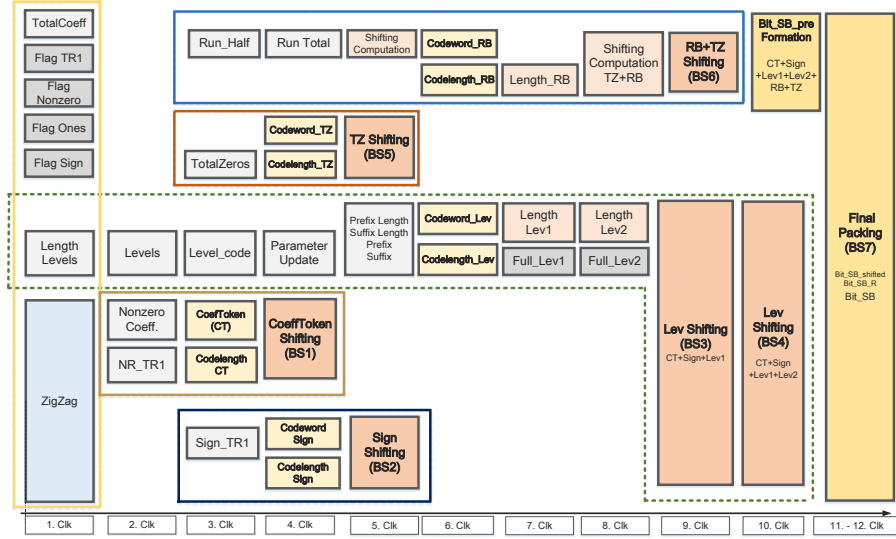 TotalCoeff
Flag TR1
Flag
Nonzero
Flag Ones
Flag Sign
Run_Half
Run Total
Shifting
Computation
Codeword_RB
Codelength_RB
Length_RB
Shifting
Computation
TZ+RB
RB+TZ
Shifting
(BS6)
Bit_SB_pre
Formation
CT+Sign
+Lev1+Lev2+
RB+TZ
TotalZeros
Codeword_TZ
Codelength_TZ
TZ Shifting
(BS5)
Length
Levels
Levels
Level_code
Parameter
Update
Prefix Length
Suffix Length
Prefix
Suffix
Codeword_Lev
Codelength_Lev
Length
Lev1
Full_Lev1
Length
Lev2
Full_Lev2
Lev Shifting
(BS3)
CT+Sign+Lev1
Lev
Shifting
(BS4)
CT+Sign
+Lev1+Lev2
Final
Packing
(BS7)
Bit_SB_shifted
Bit_SB_R
Bit_SB
ZigZag
Nonzero
Coeff.
NR_TR1
CoefToken
(CT)
Codelength
CT
CoeffToken
Shifting
(BS1)
Sign_TR1
Codeword
Sign
Codelength
Sign
Sign
Shifting
(BS2)
1. Clk
2. Clk
3. Clk
4. Clk
5. Clk
6. Clk
7. Clk
8. Clk
9. Clk
10. Clk
11. - 12. Clk